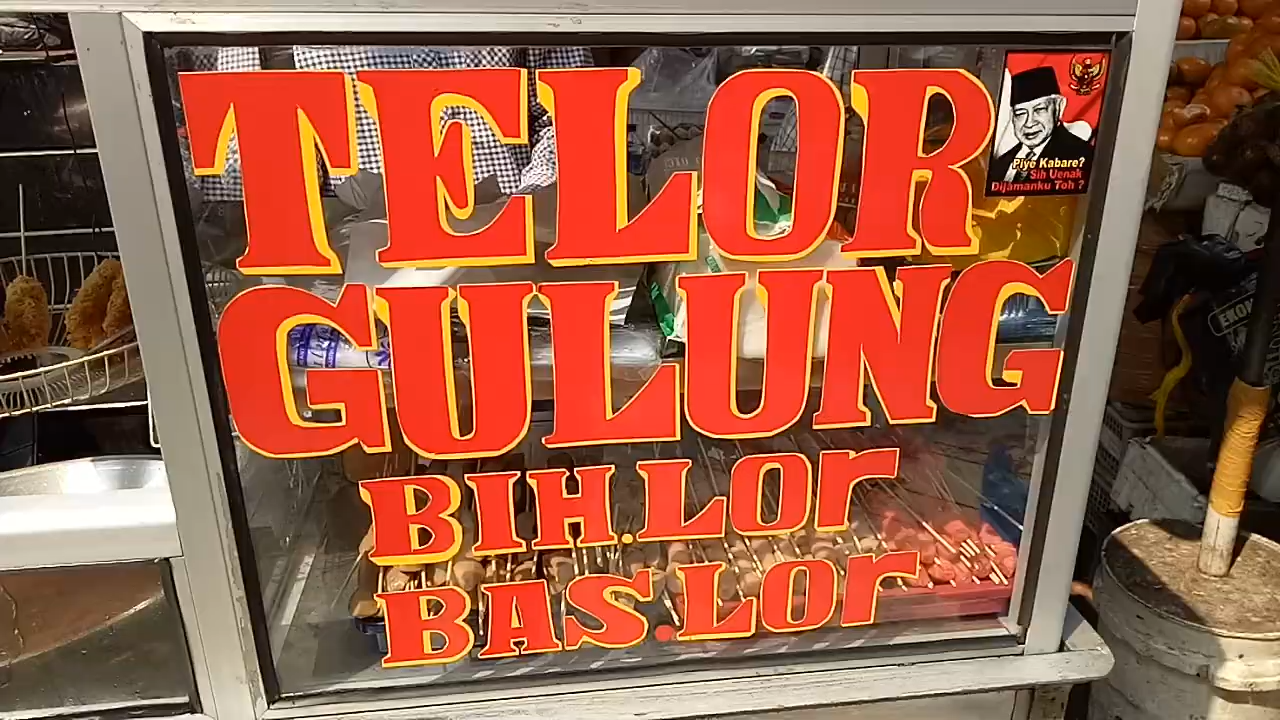 TELOR
GULUNG
BIH.LOr
BAS.LOr
Piye Kabare?
Sih Uenak
Dijamanku Toh ?